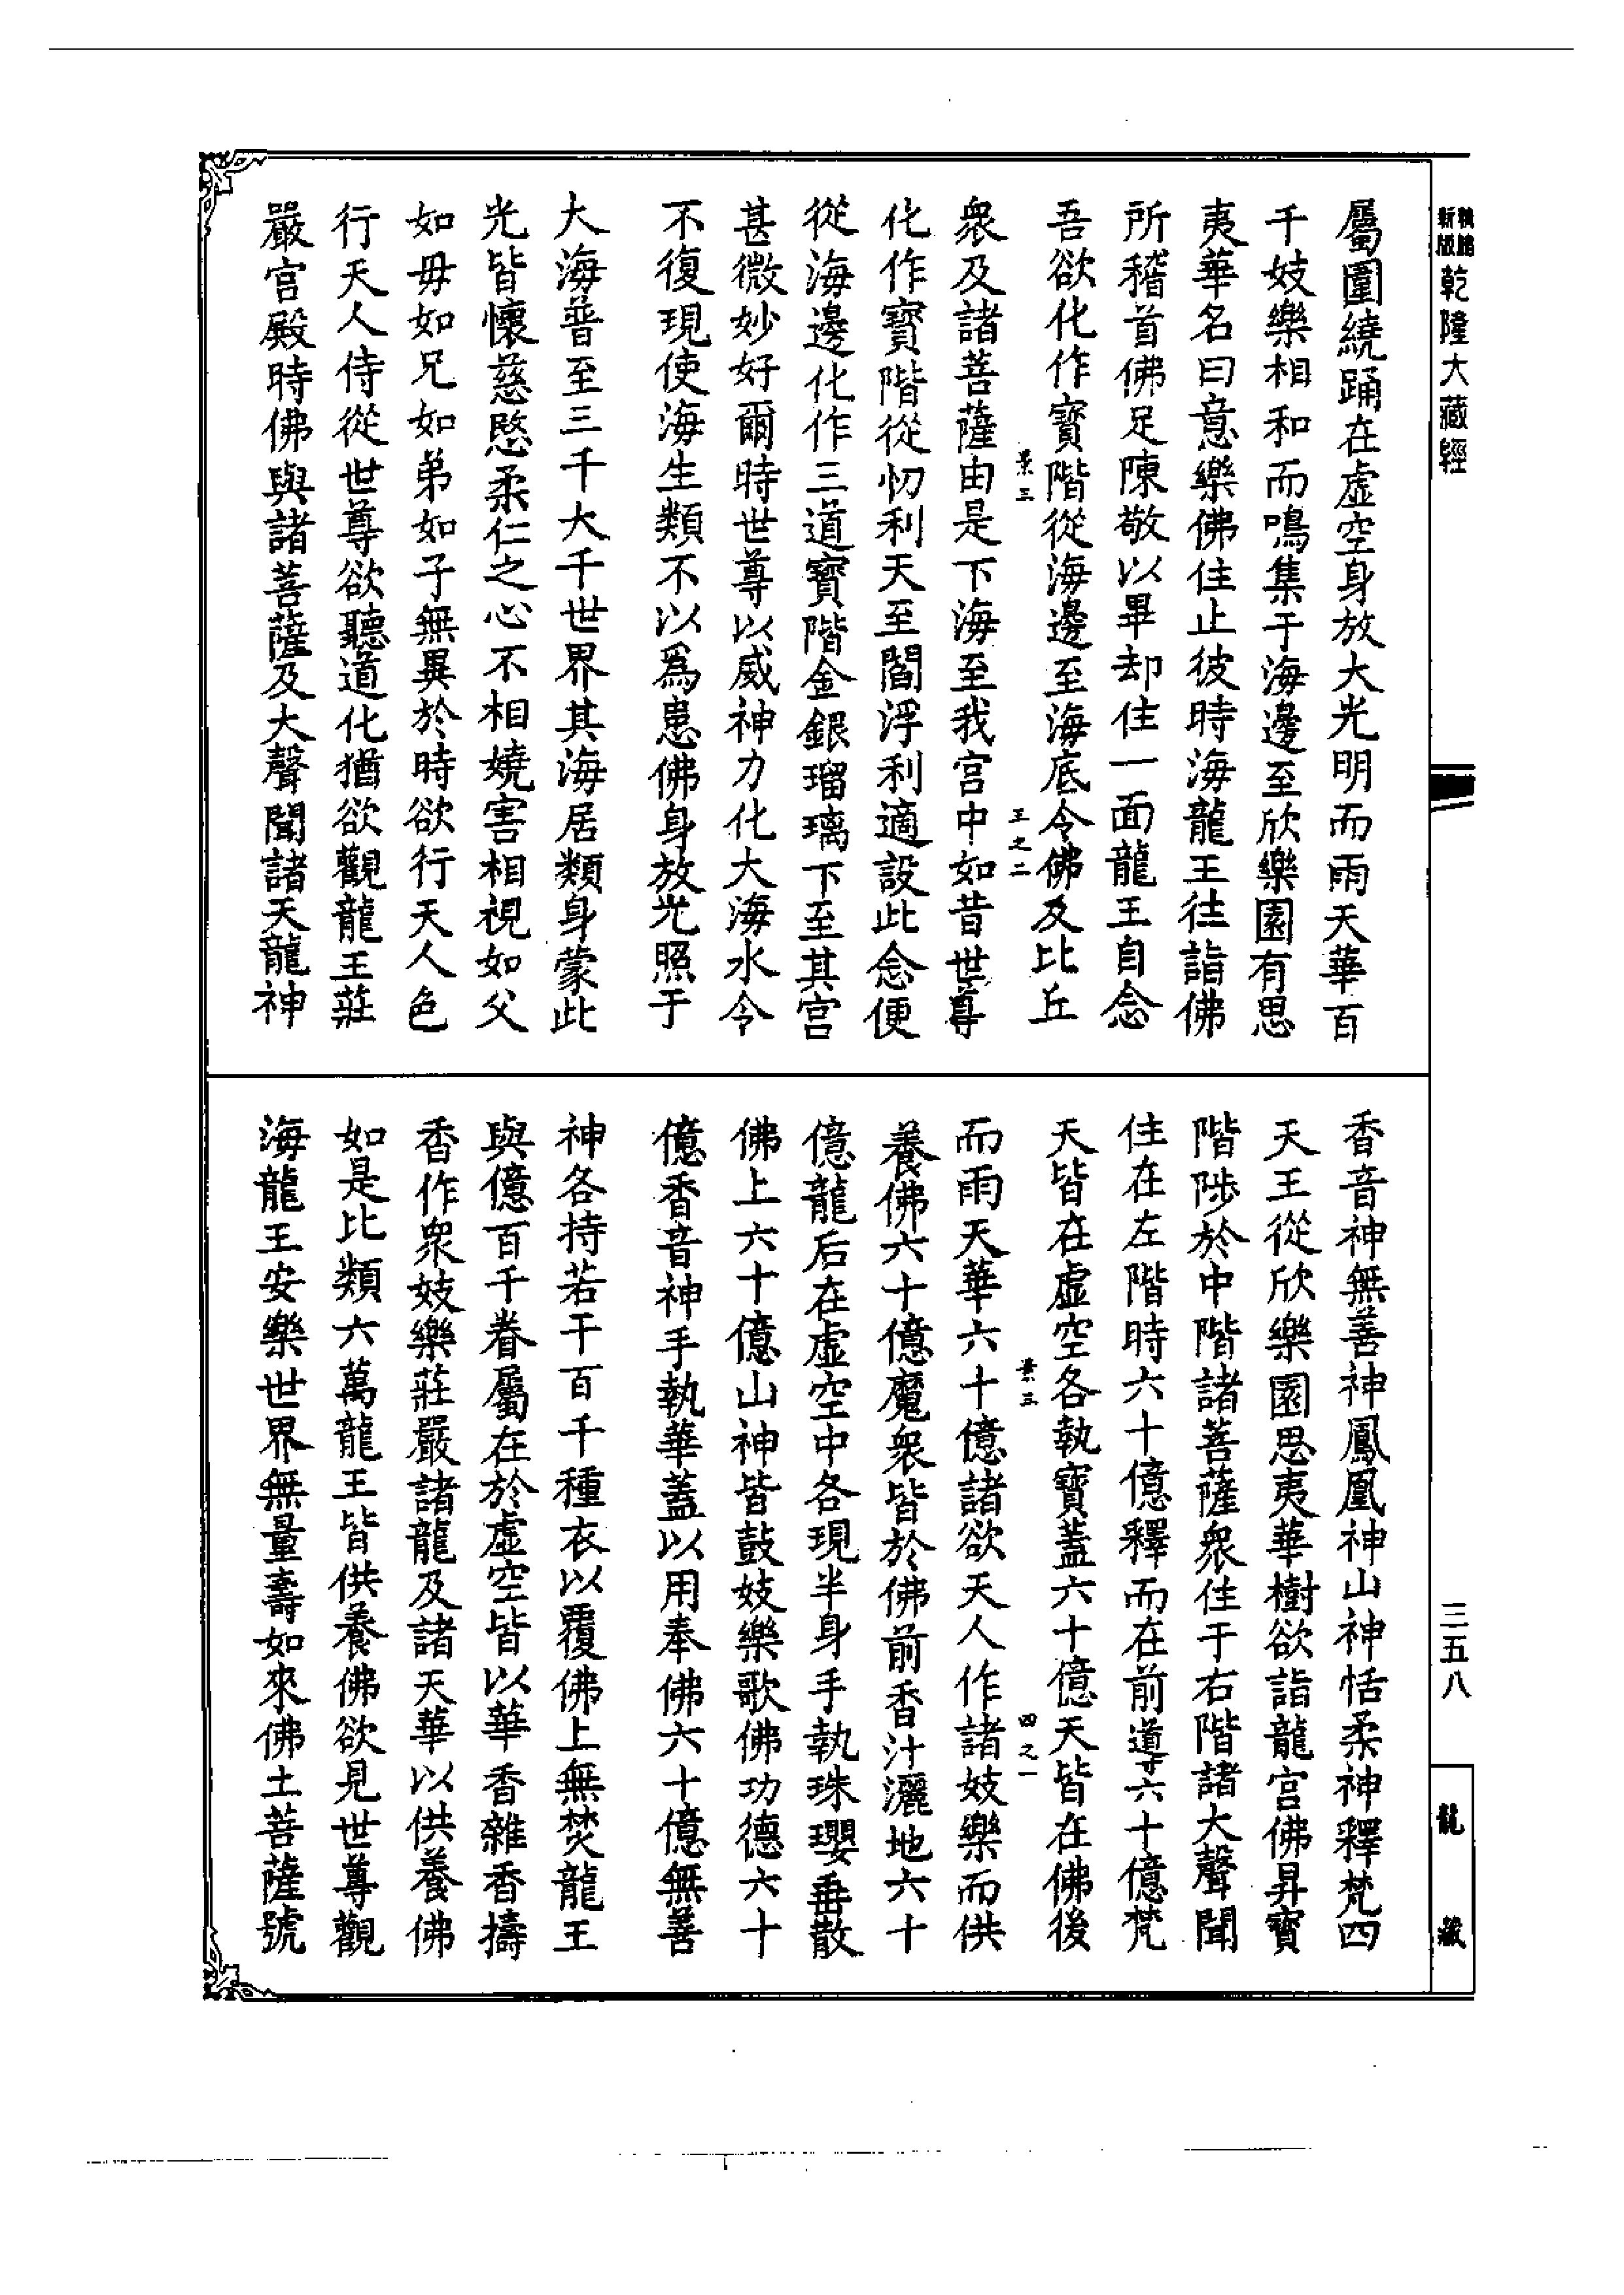 新版
乾隆大藏經
屬圍繞踊在虛空身放大光明而雨天華百
千妓樂相和而鳴集于海邊至欣樂園有思
夷華名曰意樂佛住止彼時海龍王往詣佛
所稽首佛足陳敬以畢却住一面龍王自念
吾欲化作寶階從海邊至海底令佛及比丘
衆及諸菩薩由是下海至我宫中如昔世尊
化作寶階從忉利天至閻浮利適設此念便
從海邊化作三道寶階金銀瑠璃下至其宫
甚微妙好爾時世尊以威神力化大海水令
不復現使海生類不以爲患佛身放光照于
大海普至三千大千世界其海居類身蒙此
光皆懷慈愍柔仁之心不相嬈害相視如父
如毋如兄如弟如子無異於時欲行天人色
行天人侍從世尊欲聽道化猶欲觀龍王莊
嚴宫殿時佛與諸菩薩及大聲聞諸天龍神
香音神無善神鳳凰神山神恬柔神釋梵四
天王從欣樂園思夷華樹欲詣龍宫佛昇寶
階陟於中階諸菩薩衆住于右階諸大聲聞
住在左階時六十億釋而在前導六十億梵
天皆在虛空各執寶蓋六十億天皆在佛後
而雨天華六十億諸欲天人作諸妓樂而供
養佛六十億魔衆皆於佛前香汁灑地六十
億龍后在虛空中各現半身手執珠瓔垂散
佛上六十億山神皆鼓妓樂歌佛功德六十
億香音神手執華蓋以用奉佛六十億無善
神各持若干百千種衣以覆佛上無焚龍王
與億百千眷屬在於虛空皆以華香雜香擣
香作衆妓樂莊嚴諸龍及諸天華以供養佛
如是比類六萬龍王皆供養佛欲見世尊觀
海龍王安樂世界無量壽如來佛土菩薩號
三五八
龍藏